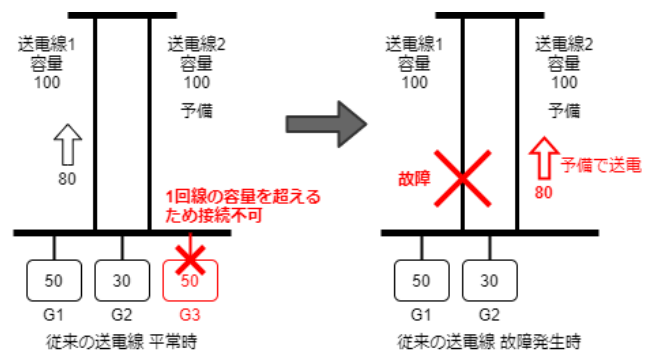 送電線1
容量
100
送電線2
容量
100
予備
80
1回線の容量を超える
ため接続不可
50
30
50
G1
G2
G3
従来の送電線 平常時
送電線1
容量
100
送電線2
容量
100
予備
故障
予備で送電
80
50
30
G1
G2
従来の送電線 故障発生時